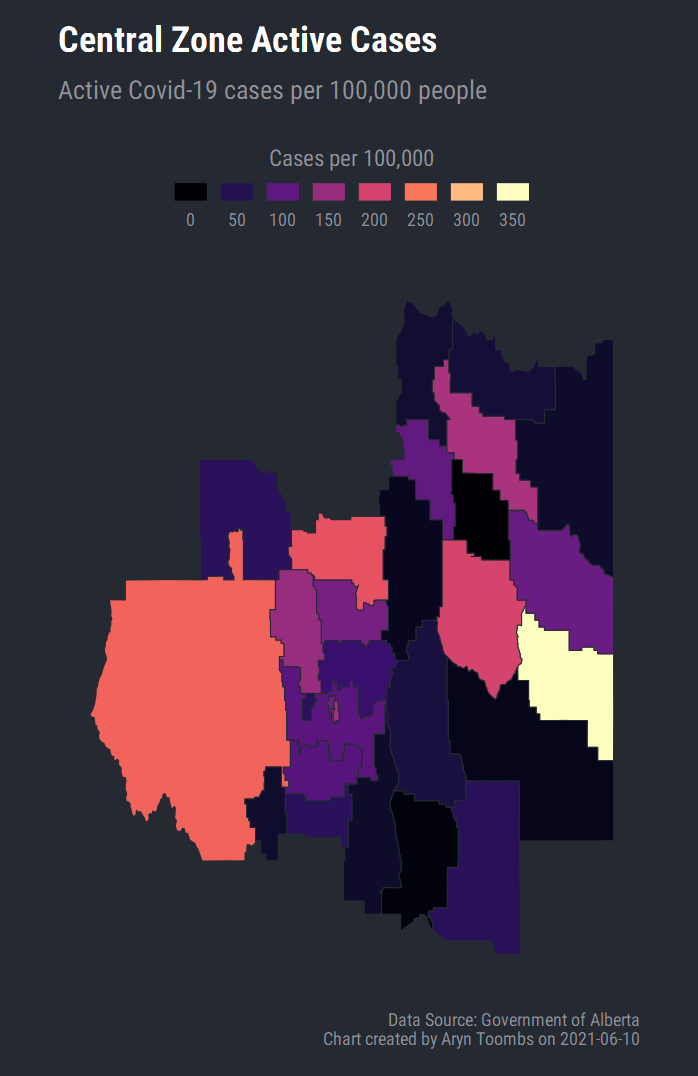 Central Zone Active Cases
Active Covid-19 cases per 100,000 people
Cases per 100,000
0 50 100 150 200 250 300 350
Data Source: Government of Alberta
Chart created by Aryn Toombs on 2021-06-10